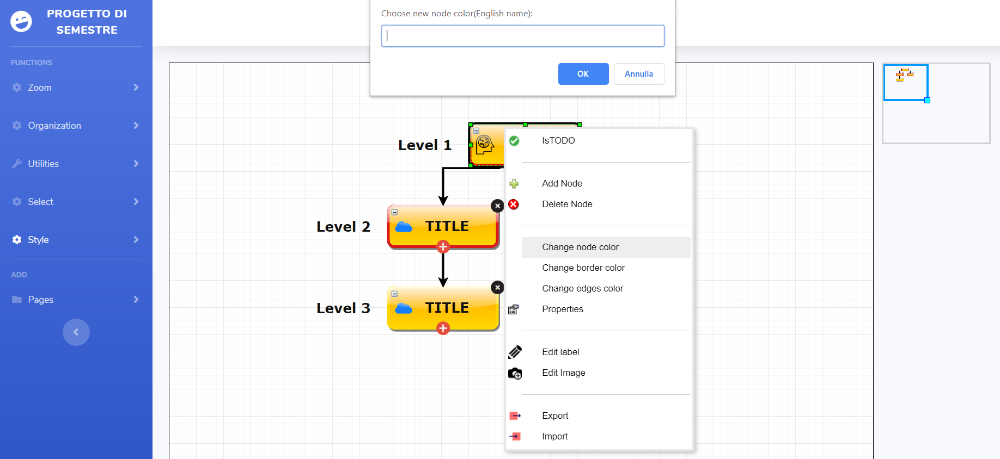 PROGETTO DI
SEMESTRE
FUNCTIONS
Zoom
Organization
Utilities
Select
Style
ADD
Pages
Choose new node color(English name):
OK
Annulla
Level 1
Level 2
TITLE
Level 3
TITLE
IsTODO
Add Node
Delete Node
Change node color
Change border color
Change edges color
Properties
Edit label
Edit Image
Export
Import